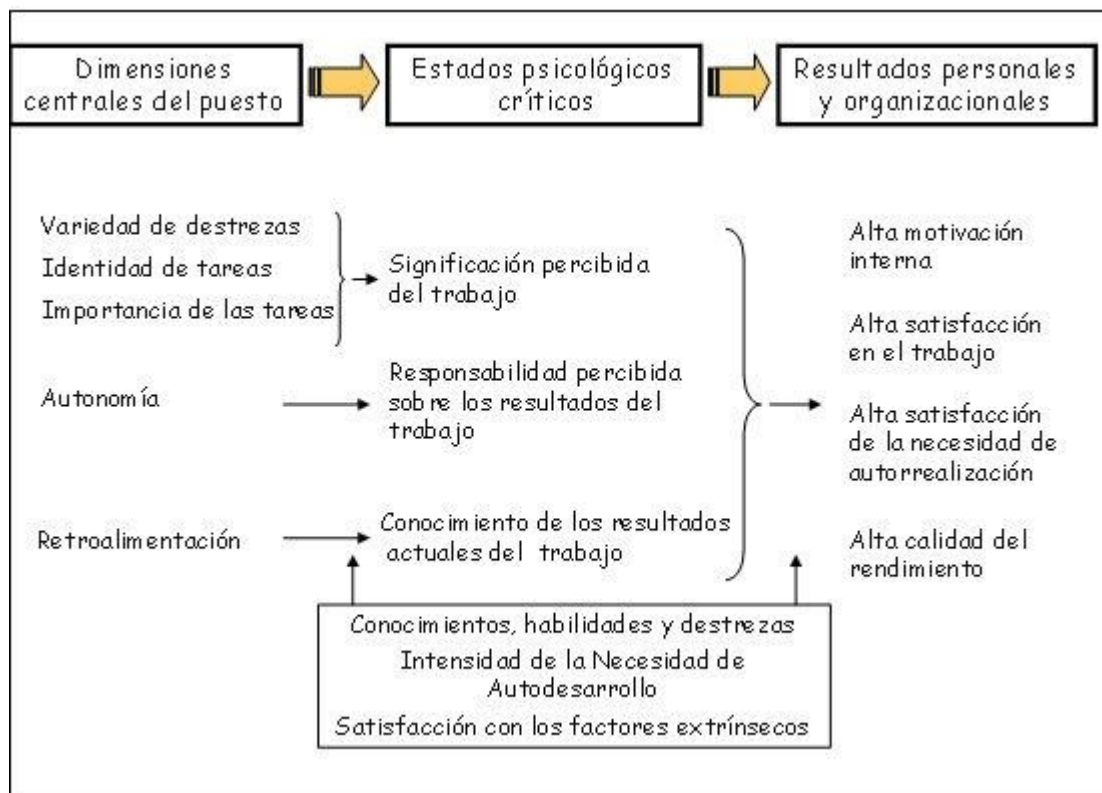 Dimensiones
centrales del puesto
Estados psicológicos
críticos
Resultados personales
y organizacionales
Variedad de destrezas
Identidad de tareas
Importancia de las tareas
Significación percibida
del trabajo
Autonomía
Responsabilidad percibida
sobre los resultados del
trabajo
Retroalimentación
Conocimiento de los resultados
actuales del trabajo
Alta motivación
interna
Alta satisfacción
en el trabajo
Alta satisfacción
de la necesidad de
autorrealización
Alta calidad del
rendimiento
Conocimientos, habilidades y destrezas
Intensidad de la Necesidad de
Autodesarrollo
Satisfacción con los factores extrínsecos